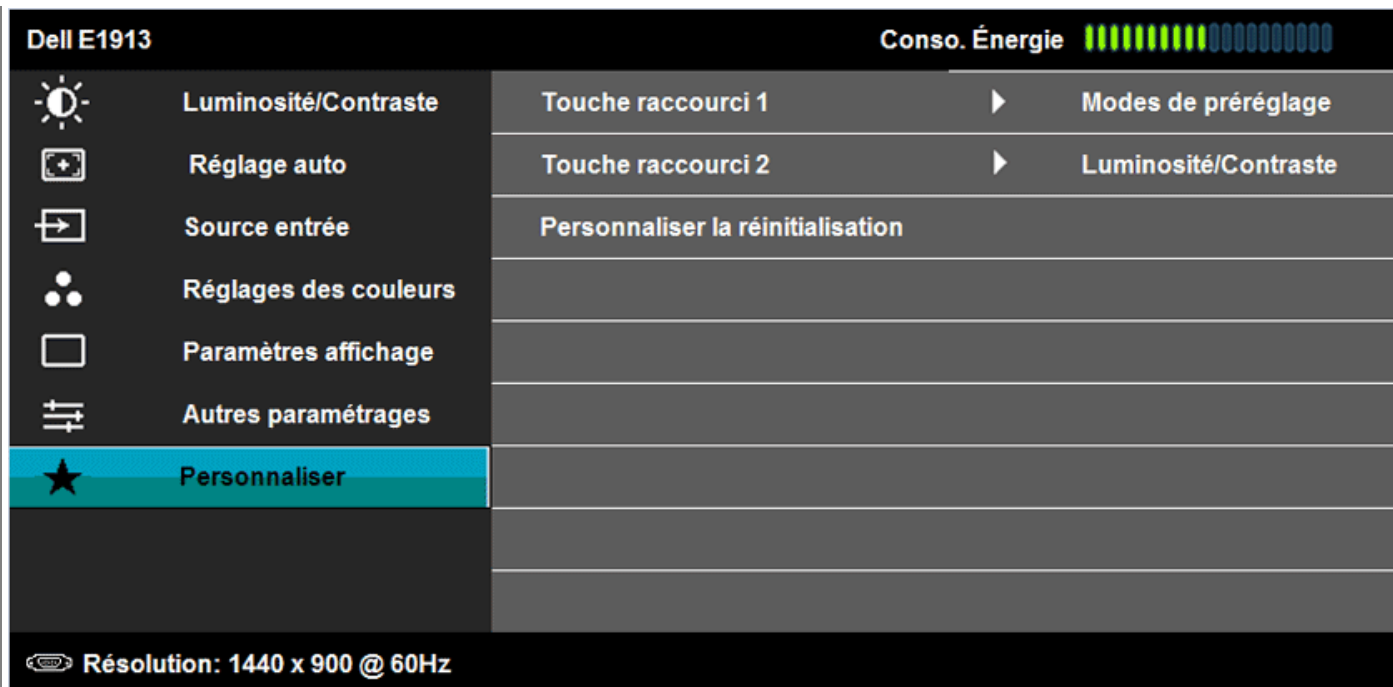 Dell E1913 Conso. Énergie
Luminosité/Contraste Touche raccourci 1 Modes de préréglage
Réglage auto Touche raccourci 2 Luminosité/Contraste
Source entrée Personnaliser la réinitialisation
Réglages des couleurs
Paramètres affichage
Autres paramétrages
Personnaliser
Résolution: 1440 x 900 @ 60Hz